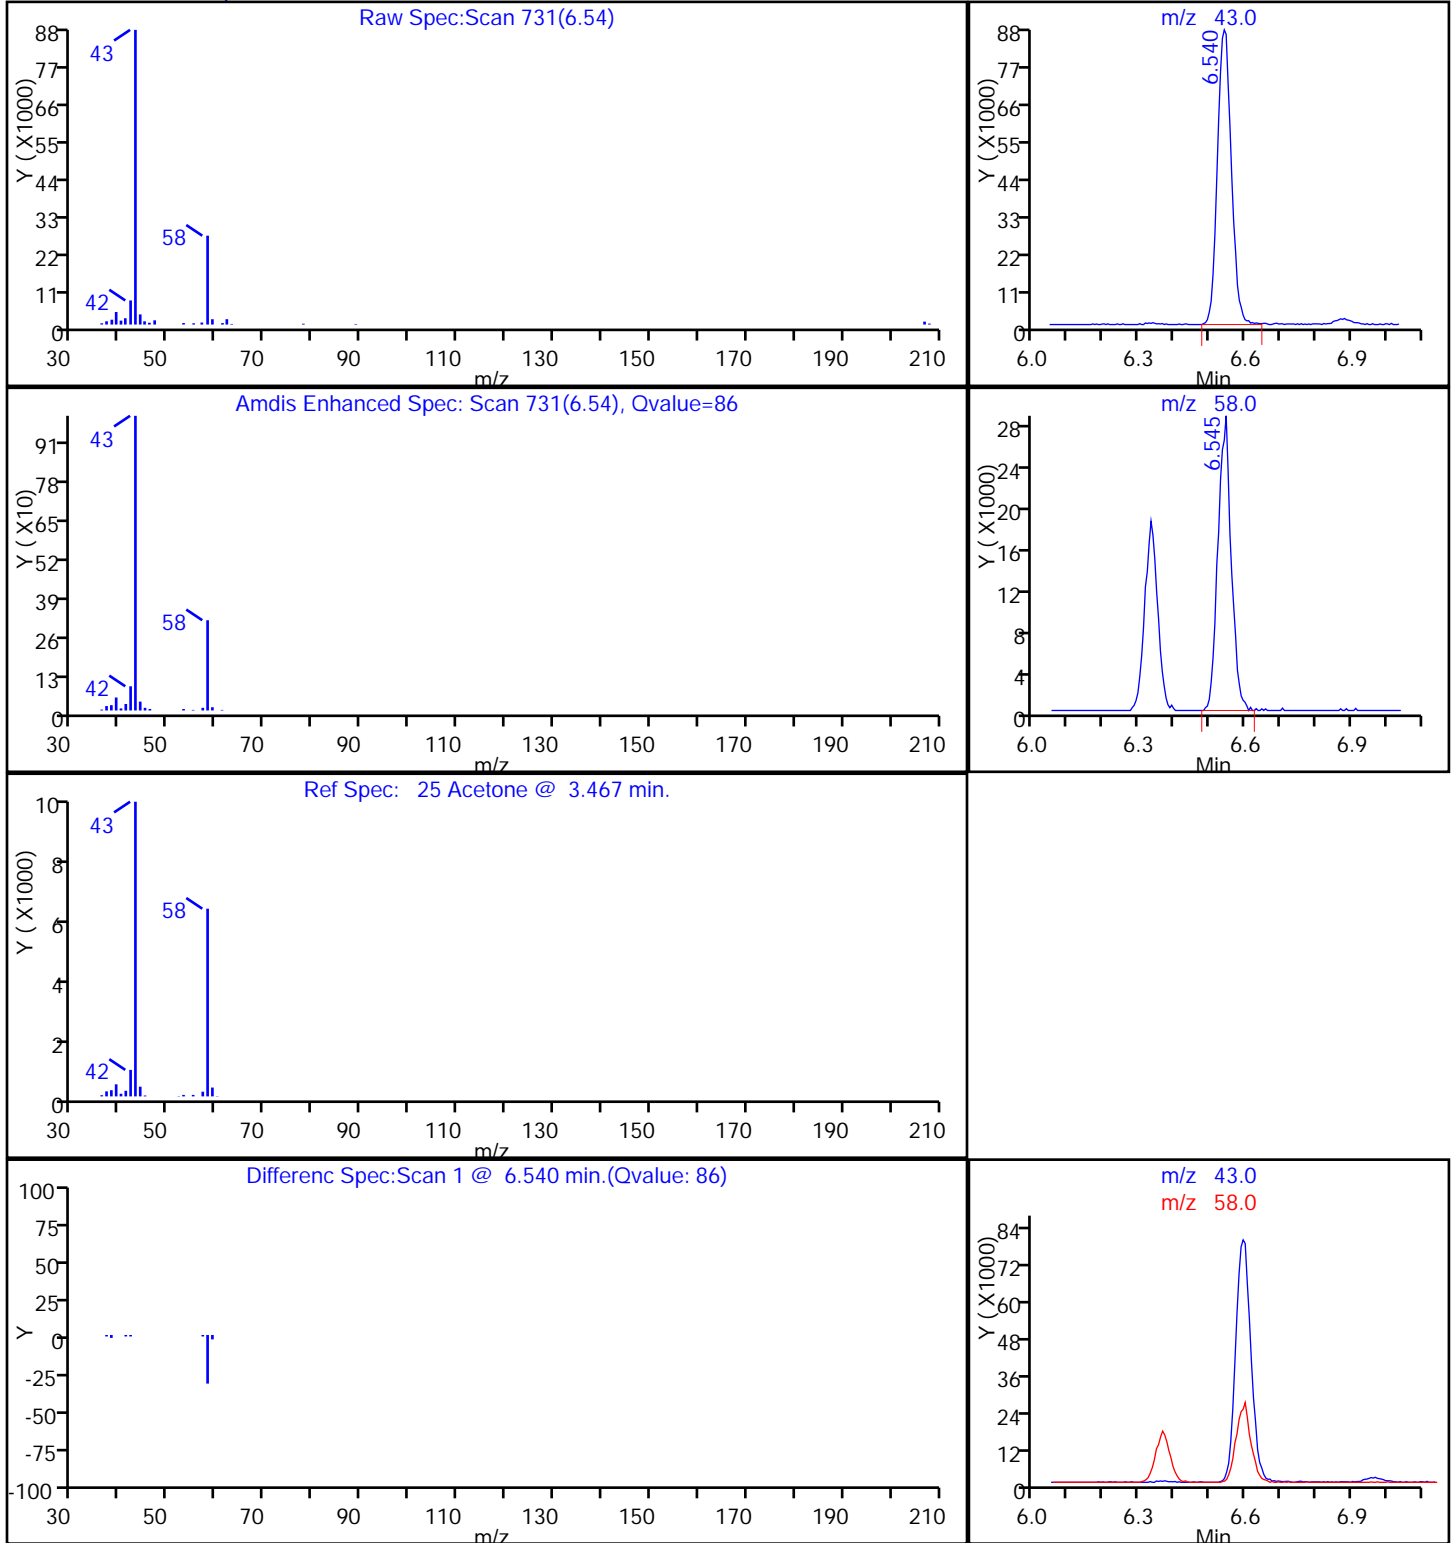 Raw Spec:Scan 731(6.54)
88
77
66
55
44
33
22
11
0
Y ( X1000)
43
58
42
30 50 70 90 110 130 150 170 190 210
m/z
m/z 43.0
88
77
66
55
44
33
22
11
0
Y ( X1000)
6.540
6.0 6.3 6.6 6.9
Min
Amdis Enhanced Spec: Scan 731(6.54), Qvalue=86
91
78
65
52
39
26
13
0
Y ( X10)
43
58
42
30 50 70 90 110 130 150 170 190 210
m/z
m/z 58.0
28
24
20
16
12
8
4
0
Y ( X1000)
6.545
6.0 6.3 6.6 6.9
Min
Ref Spec: 25 Acetone @ 3.467 min.
10
8
6
4
2
0
Y ( X1000)
43
58
42
30 50 70 90 110 130 150 170 190 210
m/z
Differenc Spec:Scan 1 @ 6.540 min.(Qvalue: 86)
100
75
50
25
0
-25
-50
-75
-100
Y
30 50 70 90 110 130 150 170 190 210
m/z
m/z 43.0
m/z 58.0
84
72
60
48
36
24
12
0
Y ( X1000)
6.0 6.3 6.6 6.9
Min